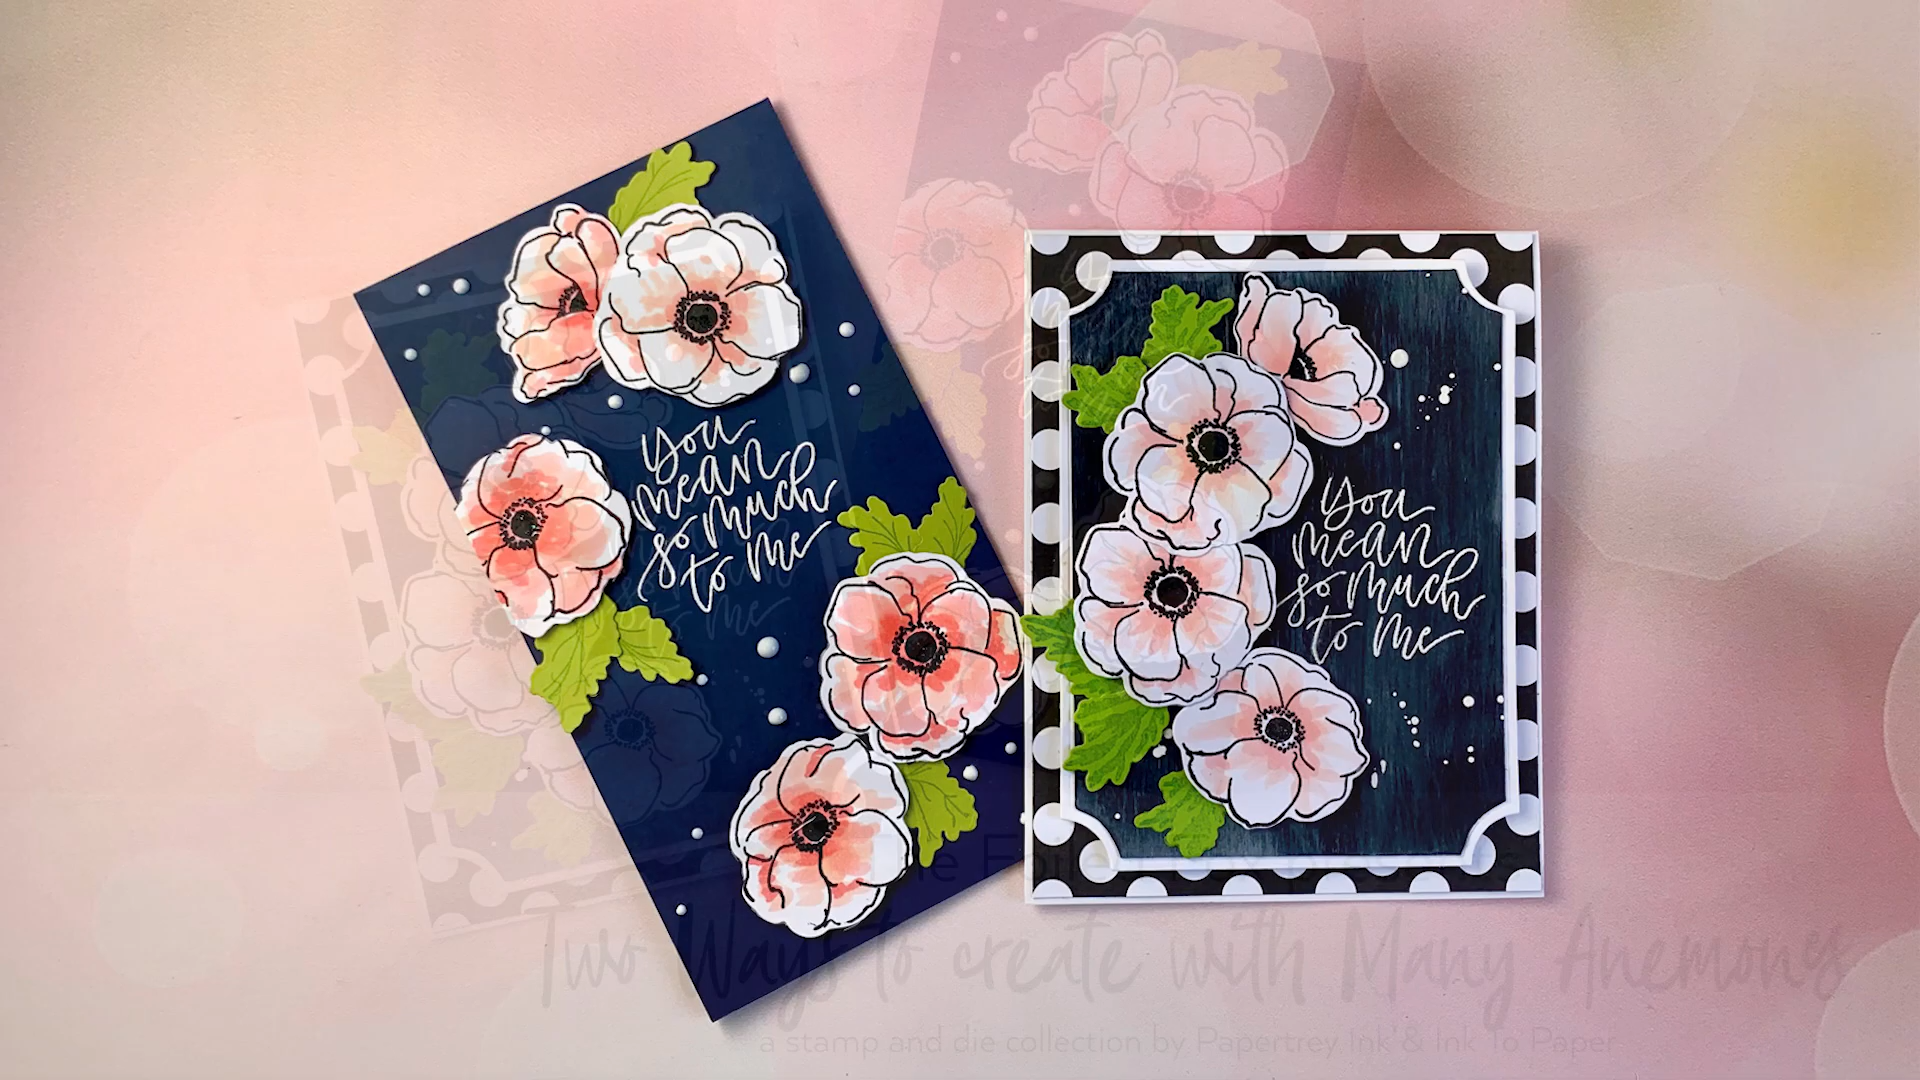 you
mean
so much
to me
you
mean
so much
to me
Two Ways to create with Many Anemones
a stamp and die collection by Papertrey Ink & Ink To Paper